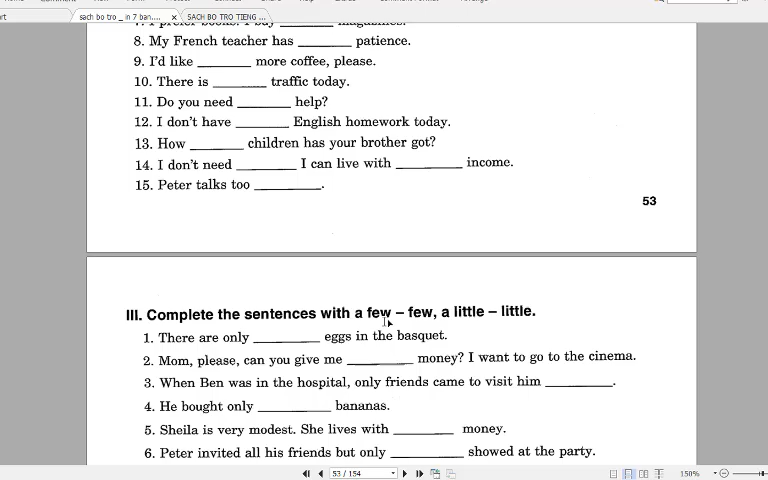 sach bo tro _ in 7 ban.... × SACH BO TRO TIENG ...
8. My French teacher has ________ patience.
9. I'd like ________ more coffee, please.
10. There is ________ traffic today.
11. Do you need ________ help?
12. I don't have ________ English homework today.
13. How ________ children has your brother got?
14. I don't need ________ I can live with ________ income.
15. Peter talks too ________.
53
III. Complete the sentences with a few – few, a little – little.
1. There are only ________ eggs in the basquet.
2. Mom, please, can you give me ________ money? I want to go to the cinema.
3. When Ben was in the hospital, only friends came to visit him ________.
4. He bought only ________ bananas.
5. Sheila is very modest. She lives with ________ money.
6. Peter invited all his friends but only ________ showed at the party.
53 / 154
150%